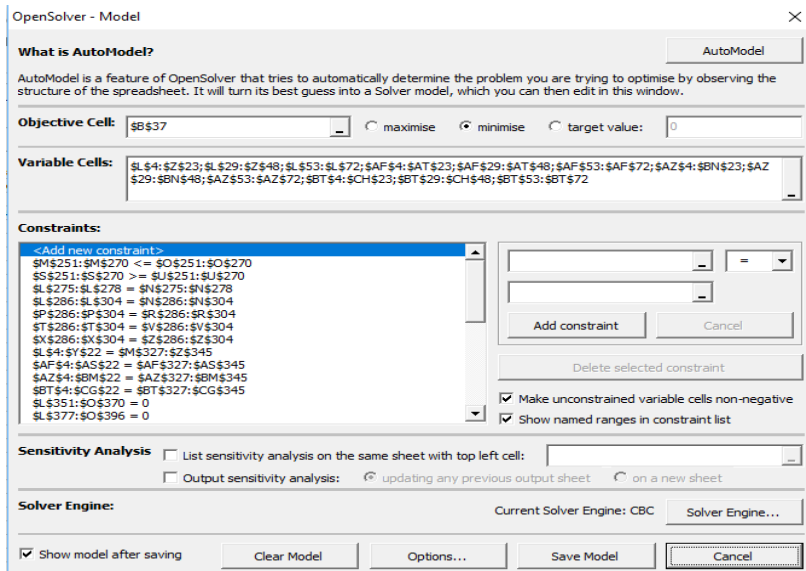 OpenSolver - Model
What is AutoModel?
AutoModel
AutoModel is a feature of OpenSolver that tries to automatically determine the problem you are trying to optimise by observing the
structure of the spreadsheet. It will turn its best guess into a Solver model, which you can then edit in this window.
Objective Cell: $B$37 maximise minimise target value: 0
Variable Cells: $L$4:$Z$23;$L$29:$Z$48;$L$53:$L$72;$AF$4:$AT$23;$AF$29:$AT$48;$AF$53:$AF$72;$AZ$4:$BN$23;$AZ
$29:$BN$48;$AZ$53:$AZ$72;$BT$4:$CH$23;$BT$29:$CH$48;$BT$53:$BT$72
Constraints:
<Add new constraint>
$M$251:$M$270 <= $O$251:$O$270
$S$251:$S$270 >= $U$251:$U$270
$L$275:$L$278 = $N$275:$N$278
$L$286:$L$304 = $N$286:$N$304
$P$286:$P$304 = $R$286:$R$304
$T$286:$T$304 = $V$286:$V$304
$X$286:$X$304 = $Z$286:$Z$304
$L$4:$Y$22 = $M$327:$Z$345
$AF$4:$AS$22 = $AF$327:$AS$345
$AZ$4:$BM$22 = $AZ$327:$BM$345
$BT$4:$CG$22 = $BT$327:$CG$345
$L$351:$O$370 = 0
$L$377:$O$396 = 0
=
Add constraint
Cancel
Delete selected constraint
Make unconstrained variable cells non-negative
Show named ranges in constraint list
Sensitivity Analysis List sensitivity analysis on the same sheet with top left cell:
Output sensitivity analysis: updating any previous output sheet on a new sheet
Solver Engine:
Current Solver Engine: CBC
Solver Engine...
Show model after saving
Clear Model
Options...
Save Model
Cancel